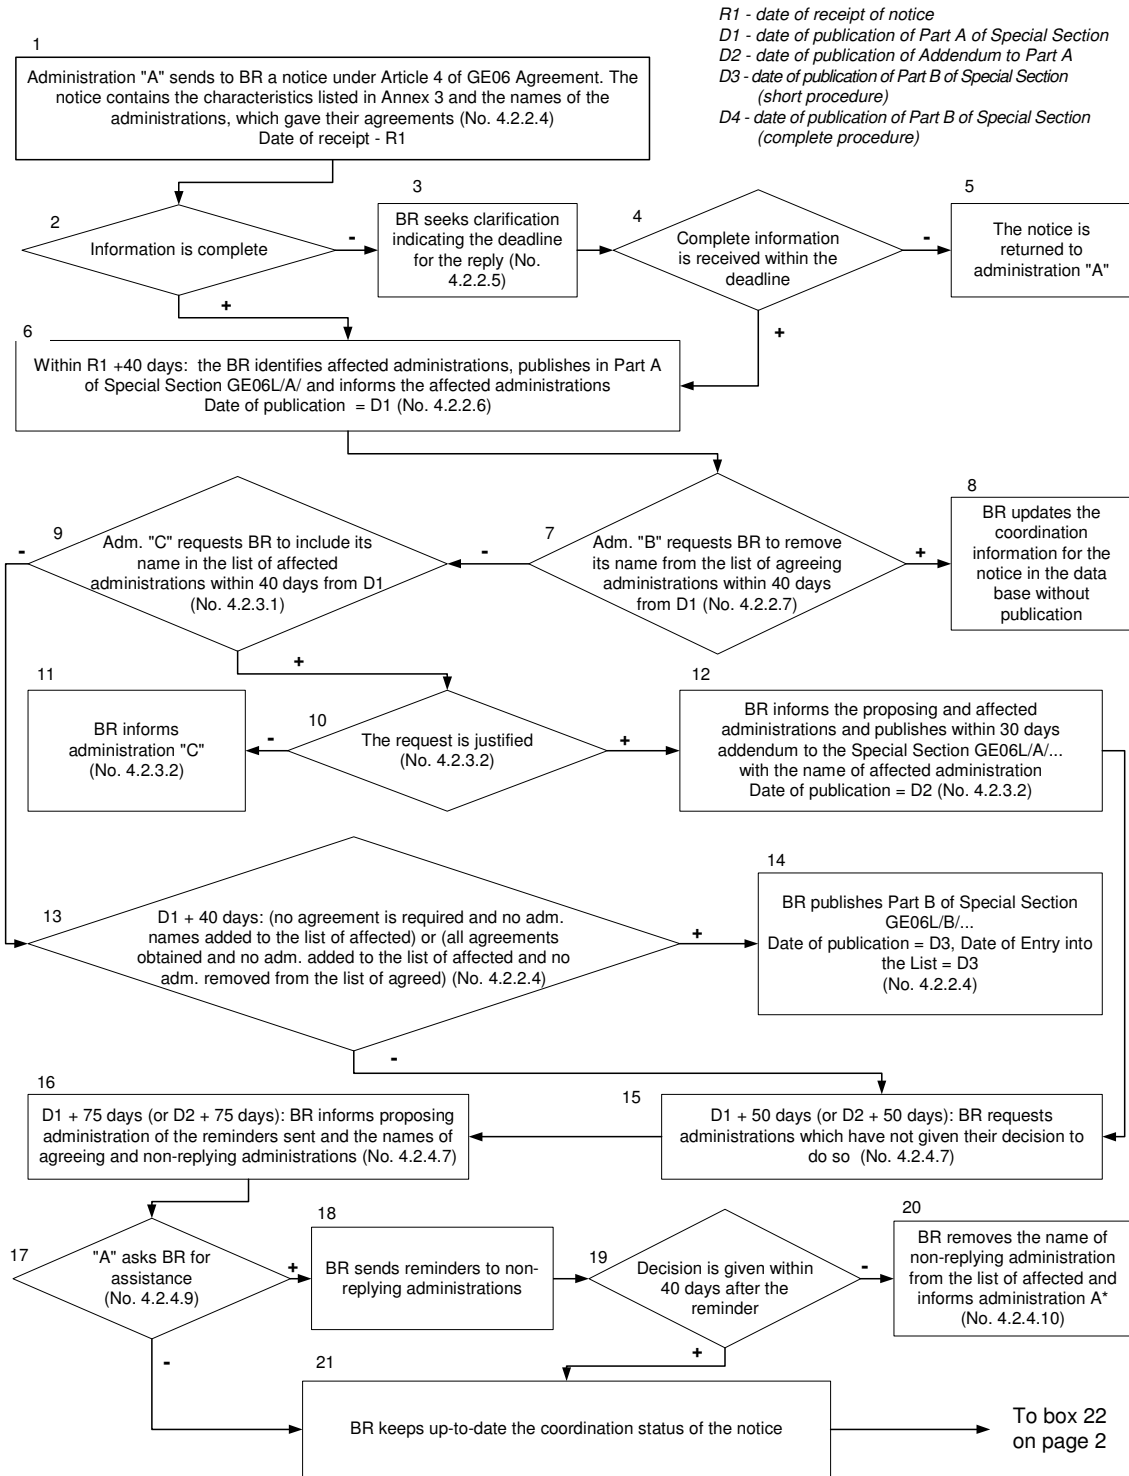 R1 - date of receipt of notice
D1 - date of publication of Part A of Special Section
D2 - date of publication of Addendum to Part A
D3 - date of publication of Part B of Special Section
(short procedure)
D4 - date of publication of Part B of Special Section
(complete procedure)
1
Administration "A" sends to BR a notice under Article 4 of GE06 Agreement. The
notice contains the characteristics listed in Annex 3 and the names of the
administrations, which gave their agreements (No. 4.2.2.4)
Date of receipt - R1
2
Information is complete
-
+
3
BR seeks clarification
indicating the deadline
for the reply (No.
4.2.2.5)
4
Complete information
is received within the
deadline
-
+
5
The notice is
returned to
administration "A"
6
Within R1 +40 days: the BR identifies affected administrations, publishes in Part A
of Special Section GE06L/A/ and informs the affected administrations
Date of publication = D1 (No. 4.2.2.6)
-
9
Adm. "C" requests BR to include its
name in the list of affected
administrations within 40 days from D1
(No. 4.2.3.1)
+
-
7
Adm. "B" requests BR to remove
its name from the list of agreeing
administrations within 40 days
from D1 (No. 4.2.2.7)
+
8
BR updates the
coordination
information for the
notice in the data
base without
publication
11
BR informs
administration "C"
(No. 4.2.3.2)
-
10
The request is justified
(No. 4.2.3.2)
+
12
BR informs the proposing and affected
administrations and publishes within 30 days
addendum to the Special Section GE06L/A/...
with the name of affected administration
Date of publication = D2 (No. 4.2.3.2)
13
D1 + 40 days: (no agreement is required and no adm.
names added to the list of affected) or (all agreements
obtained and no adm. added to the list of affected and no
adm. removed from the list of agreed) (No. 4.2.2.4)
+
-
14
BR publishes Part B of Special Section
GE06L/B/...
Date of publication = D3, Date of Entry into
the List = D3
(No. 4.2.2.4)
16
D1 + 75 days (or D2 + 75 days): BR informs proposing
administration of the reminders sent and the names of
agreeing and non-replying administrations (No. 4.2.4.7)
15
D1 + 50 days (or D2 + 50 days): BR requests
administrations which have not given their decision to
do so (No. 4.2.4.7)
17
"A" asks BR for
assistance
(No. 4.2.4.9)
+
-
18
BR sends reminders to non-
replying administrations
19
Decision is given within
40 days after the
reminder
-
+
20
BR removes the name of
non-replying administration
from the list of affected and
informs administration A*
(No. 4.2.4.10)
21
BR keeps up-to-date the coordination status of the notice
To box 22
on page 2